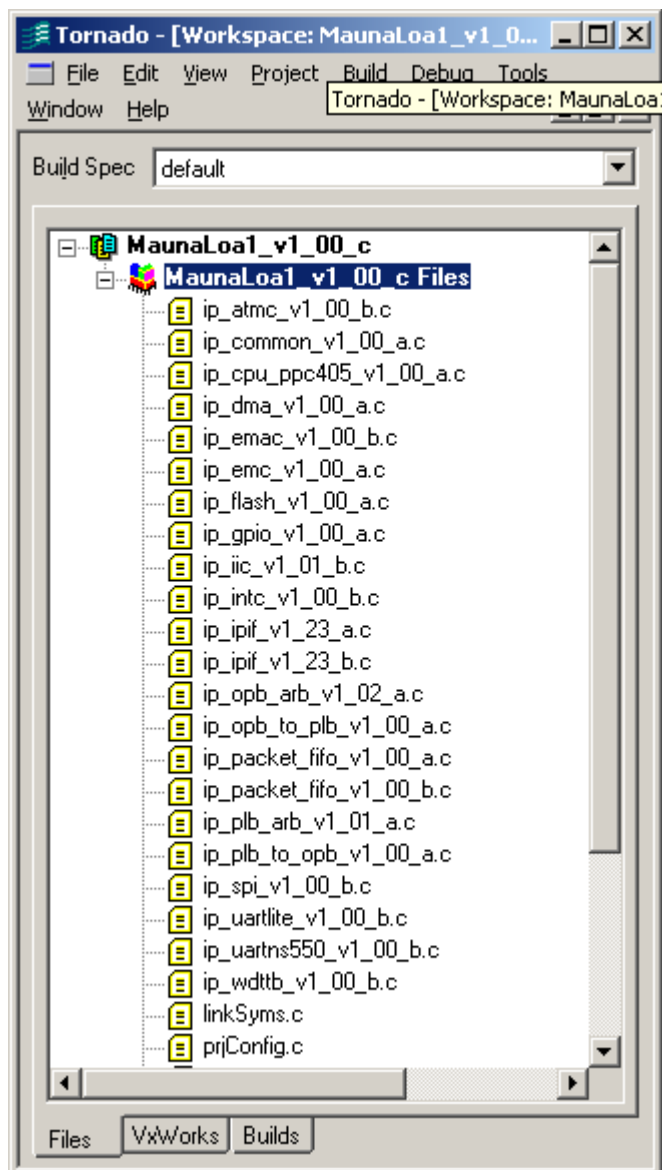 Tornado - [Workspace: MaunaLoa1_v1_0...
File Edit View Project Build Debug Tools
Tornado - [Workspace: MaunaLoa1
Window Help
Build Spec default
MaunaLoa1_v1_00_c
MaunaLoa1_v1_00_c Files
ip_atmc_v1_00_b.c
ip_common_v1_00_a.c
ip_cpu_ppc405_v1_00_a.c
ip_dma_v1_00_a.c
ip_emac_v1_00_b.c
ip_emc_v1_00_a.c
ip_flash_v1_00_a.c
ip_gpio_v1_00_a.c
ip_iic_v1_01_b.c
ip_intc_v1_00_b.c
ip_ipif_v1_23_a.c
ip_ipif_v1_23_b.c
ip_opb_arb_v1_02_a.c
ip_opb_to_plb_v1_00_a.c
ip_packet_fifo_v1_00_a.c
ip_packet_fifo_v1_00_b.c
ip_plb_arb_v1_01_a.c
ip_plb_to_opb_v1_00_a.c
ip_spi_v1_00_b.c
ip_uartlite_v1_00_b.c
ip_uartns550_v1_00_b.c
ip_wdttb_v1_00_b.c
linkSyms.c
prjConfig.c
Files VxWorks Builds